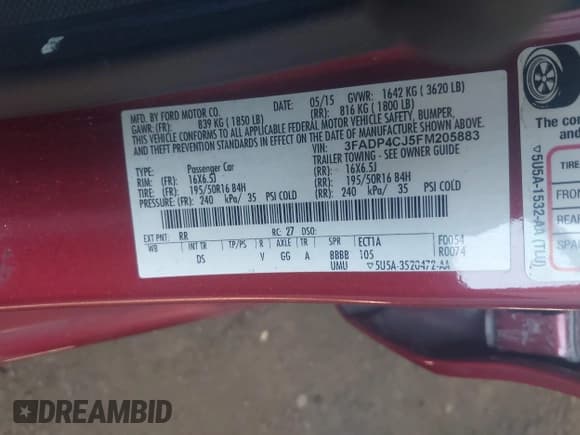 MFD. BY FORD MOTOR CO.
DATE: 05/15 GVWR: 1642 KG ( 3620 LB)
GAWR: (FR): 839 KG ( 1850 LB) (RR): 816 KG ( 1800 LB)
THIS VEHICLE CONFORMS TO ALL APPLICABLE FEDERAL MOTOR VEHICLE SAFETY, BUMPER,
AND THEFT PREVENTION STANDARDS IN EFFECT ON THE DATE OF MANUFACTURE SHOWN ABOVE.
VIN: 3FADP4CJ5FM205883
TYPE: Passenger Car TRAILER TOWING - SEE OWNER GUIDE
RIM: (FR): 16X6.5J (RR): 16X6.5J
TIRE: (FR): 195/50R16 84H (RR): 195/50R16 84H
PRESSURE: (FR): 240 kPa/ 35 PSI COLD (RR): 240 kPa/ 35 PSI COLD
EXT PNT: RR RC: 27 DSO: F0054
WB INT TR TP/PS R AXLE TR SPR ECT1A R0074
DS V GG A BBBB 105
UMU ▽5U5A-3520472-AA
▽5U5A-1532-AA (TLU)
The con
and
TIRE
FRON
REAR
SPAR
DREAMBID